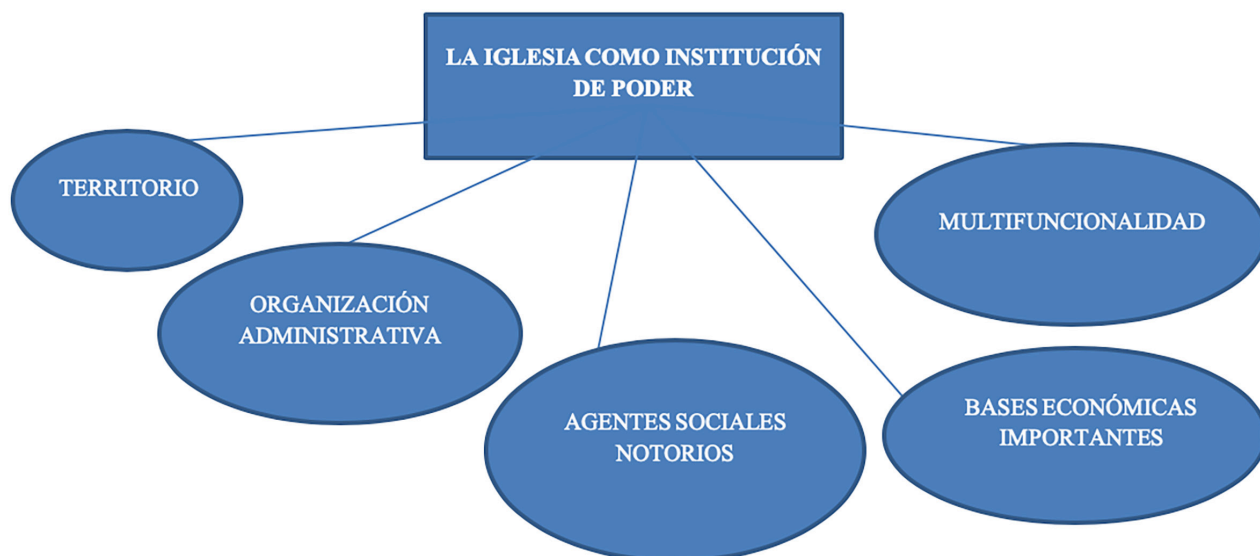 LA IGLESIA COMO INSTITUCIÓN
DE PODER
TERRITORIO
MULTIFUNCIONALIDAD
ORGANIZACIÓN
ADMINISTRATIVA
AGENTES SOCIALES
NOTORIOS
BASES ECONÓMICAS
IMPORTANTES